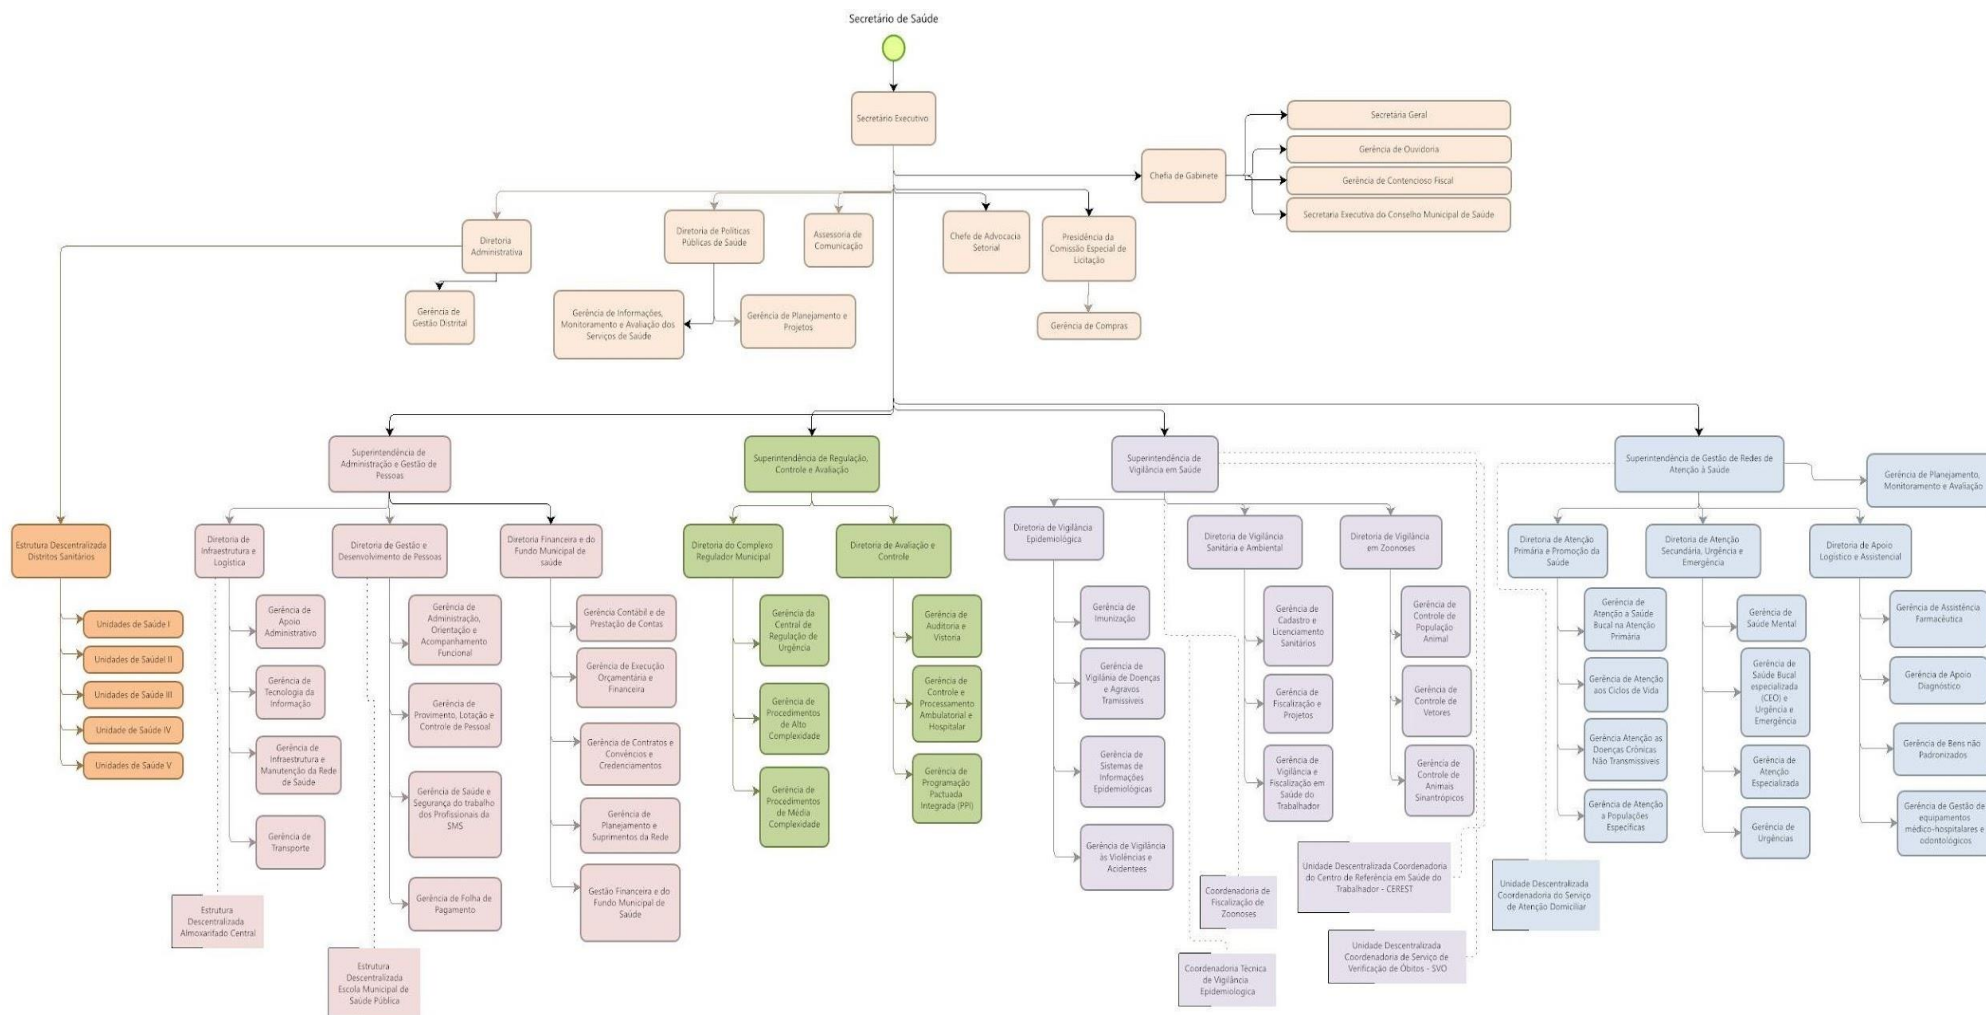 Secretário de Saúde
Secretário Executivo
Chefia de Gabinete
Secretária Geral
Gerência de Ouvidoria
Gerência de Contencioso Fiscal
Secretaria Executiva do Conselho Municipal de Saúde
Diretoria
Administrativa
Diretoria de Políticas
Públicas de Saúde
Assessoria de
Comunicação
Chefe de Advocacia
Setorial
Presidência da
Comissão Especial de
Licitação
Gerência de
Gestão Distrital
Gerência de Informações,
Monitoramento e Avaliação dos
Serviços de Saúde
Gerência de Planejamento e
Projetos
Gerência de Compras
Superintendência de
Administração e Gestão de
Pessoas
Superintendência de Regulação,
Controle e Avaliação
Superintendência de
Vigilância em Saúde
Superintendência de Gestão de Redes de
Atenção à Saúde
Gerência de Planejamento,
Monitoramento e Avaliação
Estrutura Descentralizada
Distritos Sanitários
Unidades de Saúde I
Unidades de Saúdel II
Unidades de Saúde III
Unidade de Saúde IV
Unidades de Saúde V
Diretoria de
Infraestrutura e
Logística
Gerência de
Apoio
Administrativo
Gerência de
Tecnologia da
Informação
Gerência de
Infraestrutura e
Manutenção da Rede
de Saúde
Gerência de
Transporte
Estrutura
Descentralizada
Almoxarifado Central
Diretoria de Gestão e
Desenvolvimento de Pessoas
Gerência de
Administração,
Orientação e
Acompanhamento
Funcional
Gerência de
Provimento, Lotação e
Controle de Pessoal
Gerência de Saúde e
Segurança do trabalho
dos Profissionais da
SMS
Gerência de Folha de
Pagamento
Estrutura
Descentralizada
Escola Municipal de
Saúde Pública
Diretoria Financeira e do
Fundo Municipal de
saúde
Gerência Contábil e de
Prestação de Contas
Gerência de Execução
Orçamentária e
Financeira
Gerência de Contratos e
Convêncios e
Credenciamentos
Gerência de
Planejamento e
Suprimentos da Rede
Gestão Financeira e do
Fundo Municipal de
Saúde
Diretoria do Complexo
Regulador Municipal
Gerência da
Central de
Regulação de
Urgência
Gerência de
Procedimentos
de Alto
Complexidade
Gerência de
Procedimentos
de Média
Complexidade
Diretoria de Avaliação e
Controle
Gerência de
Auditoria e
Vistoria
Gerência de
Controle e
Processamento
Ambulatorial e
Hospitalar
Gerência de
Programação
Pactuada
Integrada (PPI)
Diretoria de Vigilância
Epidemiológica
Gerência de
Imunização
Gerência de
Vigilânia de Doenças
e Agravos
Tramissiveis
Gerência de
Sistemas de
Informações
Epidemiológicas
Gerência de Vigilância
às Violências e
Acidentees
Diretoria de Vigilância
Sanitária e Ambiental
Gerência de
Cadastro e
Licenciamento
Sanitários
Gerência de
Fiscalização e
Projetos
Gerência de
Vigilância e
Fiscalização em
Saúde do
Trabalhador
Diretoria de Vigilância
em Zoonoses
Gerência de
Controle de
População
Animal
Gerência de
Controle de
Vetores
Gerência de
Controle de
Animais
Sinantrópicos
Coordenadoria de
Fiscalização de
Zoonoses
Coordenadoria Técnica
de Vigilância
Epidemiologica
Unidade Descentralizada Coordenadoria
do Centro de Referência em Saúde do
Trabalhador - CEREST
Unidade Descentralizada
Coordenadoria de Serviço de
Verificação de Óbitos - SVO
Diretoria de Atenção
Primária e Promoção da
Saúde
Gerência de
Atenção a Saúde
Bucal na Atenção
Primária
Gerência de Atenção
aos Ciclos de Vida
Gerência Atenção as
Doenças Crônicas
Não Transmissiveis
Gerência de Atenção
a Populações
Específicas
Unidade Descentralizada
Coordenadoria do Serviço
de Atenção Domiciliar
Diretoria de Atenção
Secundária, Urgência e
Emergência
Gerência de
Saúde Mental
Gerência de
Saúde Bucal
especializada
(CEO) e
Urgência e
Emergência
Gerência de
Atenção
Especializada
Gerência de
Urgências
Diretoria de Apoio
Logístico e Assistencial
Gerência de Assistência
Farmacêutica
Gerência de Apoio
Diagnóstico
Gerência de Bens não
Padronizados
Gerência de Gestão de
equipamentos
médico-hospitalares e
odontológicos